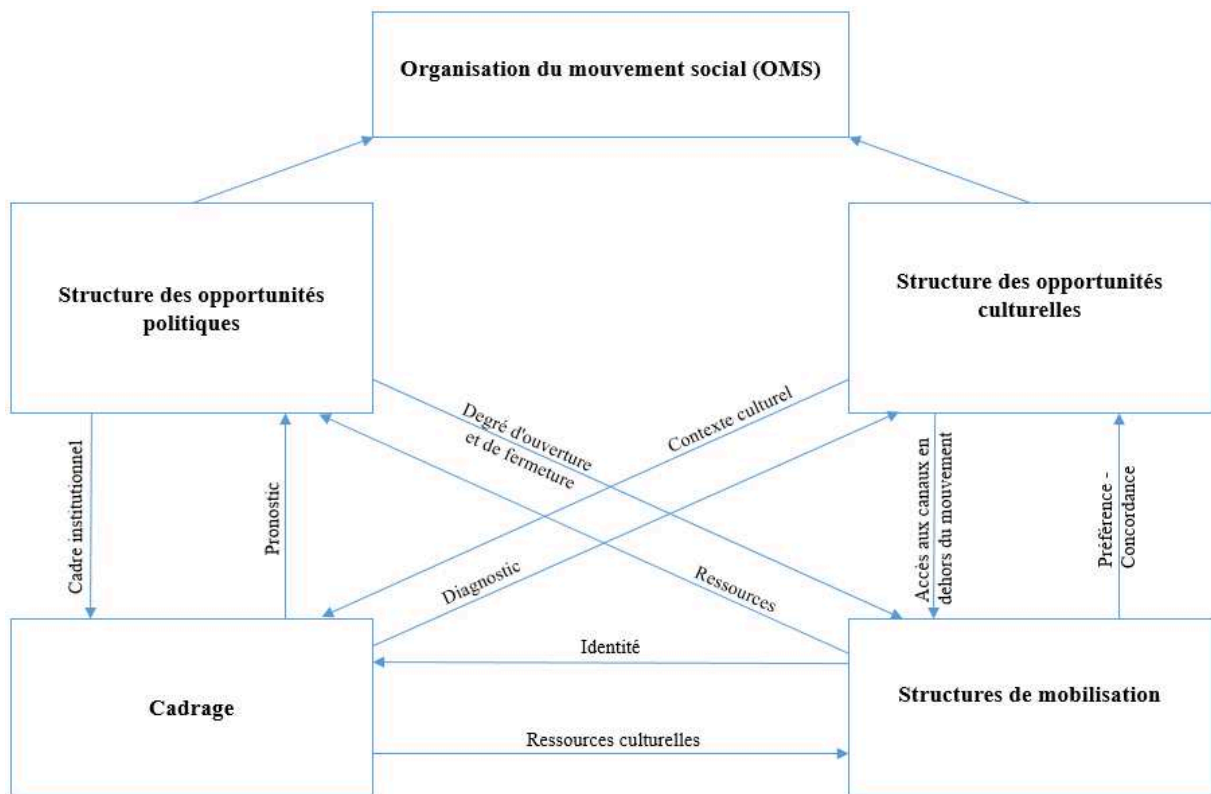 Organisation du mouvement social (OMS)
Structure des opportunités
politiques
Structure des opportunités
culturelles
Degré d'ouverture
et de fermeture
Contexte culturel
Cadre institutionnel
Pronostic
Diagnostic
Ressources
Accès aux canaux en
dehors du mouvement
Préférence -
Concordance
Identité
Cadrage
Structures de mobilisation
Ressources culturelles